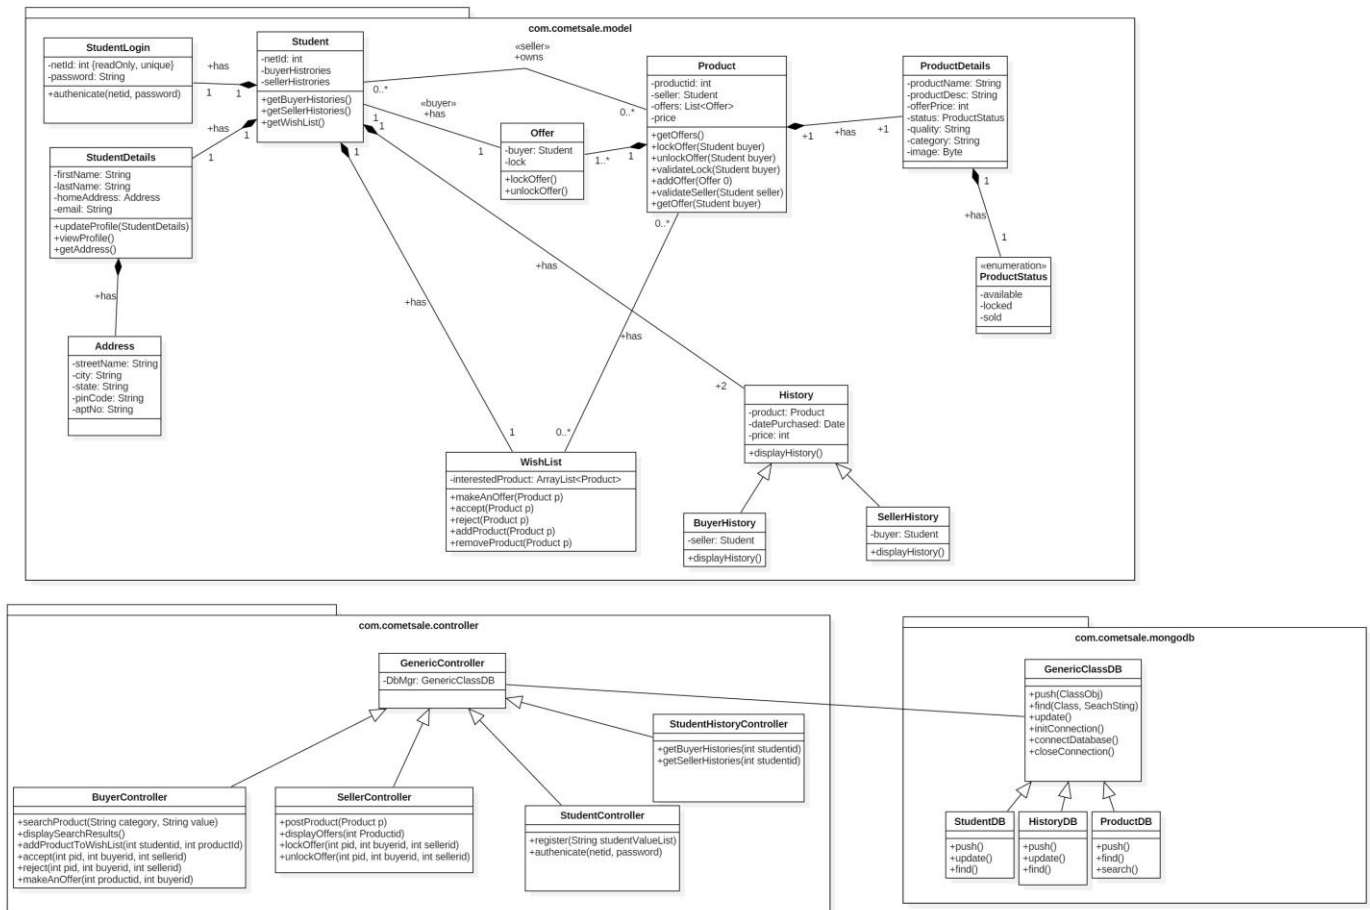 com.cometsale.model
StudentLogin
-netId: int {readOnly, unique}
-password: String
+authenicate(netid, password)
+has
1
1
Student
-netId: int
-buyerHistrories
-sellerHistrories
+getBuyerHistories()
+getSellerHistories()
+getWishList()
«seller»
+owns
0..*
0..*
«buyer»
+has
1
1
Offer
-buyer: Student
-lock
+lockOffer()
+unlockOffer()
1..*
1
Product
-productid: int
-seller: Student
-offers: List<Offer>
-price
+getOffers()
+lockOffer(Student buyer)
+unlockOffer(Student buyer)
+validateLock(Student buyer)
+addOffer(Offer 0)
+validateSeller(Student seller)
+getOffer(Student buyer)
+1
+has
+1
ProductDetails
-productName: String
-productDesc: String
-offerPrice: int
-status: ProductStatus
-quality: String
-category: String
-image: Byte
1
+has
1
«enumeration»
ProductStatus
-available
-locked
-sold
+has
1
1
StudentDetails
-firstName: String
-lastName: String
-homeAddress: Address
-email: String
+updateProfile(StudentDetails)
+viewProfile()
+getAddress()
+has
Address
-streetName: String
-city: String
-state: String
-pinCode: String
-aptNo: String
1
+has
1
1
+has
+2
0..*
+has
0..*
WishList
-interestedProduct: ArrayList<Product>
+makeAnOffer(Product p)
+accept(Product p)
+reject(Product p)
+addProduct(Product p)
+removeProduct(Product p)
History
-product: Product
-datePurchased: Date
-price: int
+displayHistory()
BuyerHistory
-seller: Student
+displayHistory()
SellerHistory
-buyer: Student
+displayHistory()
com.cometsale.controller
GenericController
-DbMgr: GenericClassDB
StudentHistoryController
+getBuyerHistories(int studentid)
+getSellerHistories(int studentid)
BuyerController
+searchProduct(String category, String value)
+displaySearchResults()
+addProductToWishList(int studentid, int productId)
+accept(int pid, int buyerid, int sellerid)
+reject(int pid, int buyerid, int sellerid)
+makeAnOffer(int productid, int buyerid)
SellerController
+postProduct(Product p)
+displayOffers(int Productid)
+lockOffer(int pid, int buyerid, int sellerid)
+unlockOffer(int pid, int buyerid, int sellerid)
StudentController
+register(String studentValueList)
+authenicate(netid, password)
com.cometsale.mongodb
GenericClassDB
+push(ClassObj)
+find(Class, SeachSting)
+update()
+initConnection()
+connectDatabase()
+closeConnection()
StudentDB
+push()
+update()
+find()
HistoryDB
+push()
+update()
+find()
ProductDB
+push()
+find()
+search()